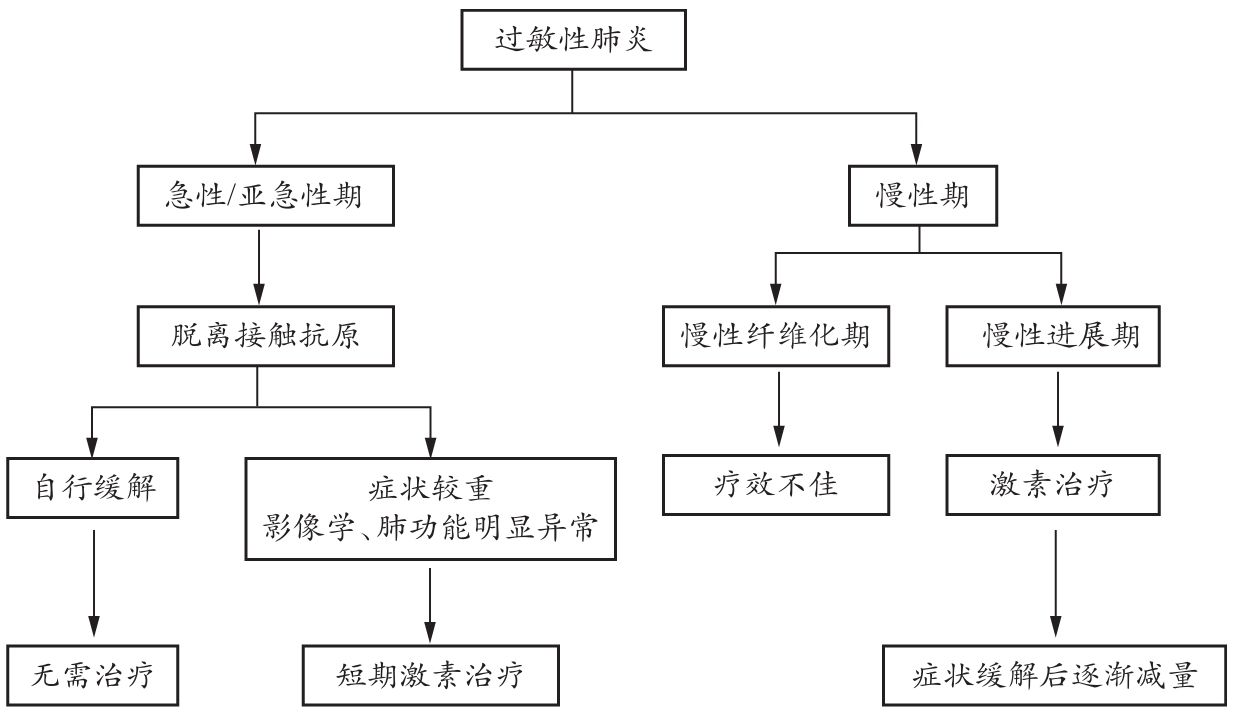 过敏性肺炎
急性/亚急性期
慢性期
脱离接触抗原
慢性纤维化期
慢性进展期
自行缓解
症状较重
影像学、肺功能明显异常
疗效不佳
激素治疗
无需治疗
短期激素治疗
症状缓解后逐渐减量